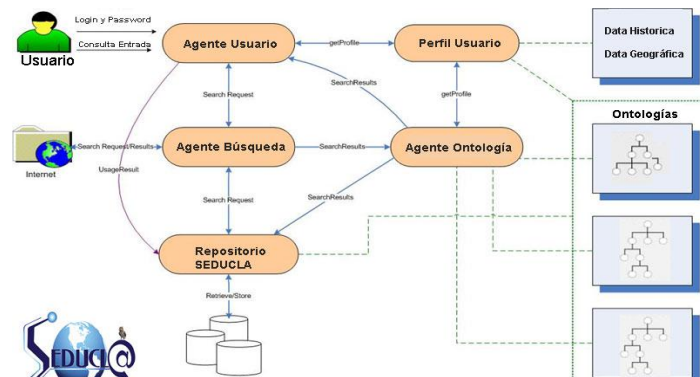 Login y Password
Consulta Entrada
Usuario
Agente Usuario
getProfile
Perfil Usuario
Data Historica
Data Geográfica
SearchResults
Search Request
getProfile
Ontologías
Internet
Search Request/Results
Agente Búsqueda
SearchResults
Agente Ontología
UsageResult
Search Request
SearchResults
Repositorio
SEDUCLA
Retrieve/Store
SEDUCL@